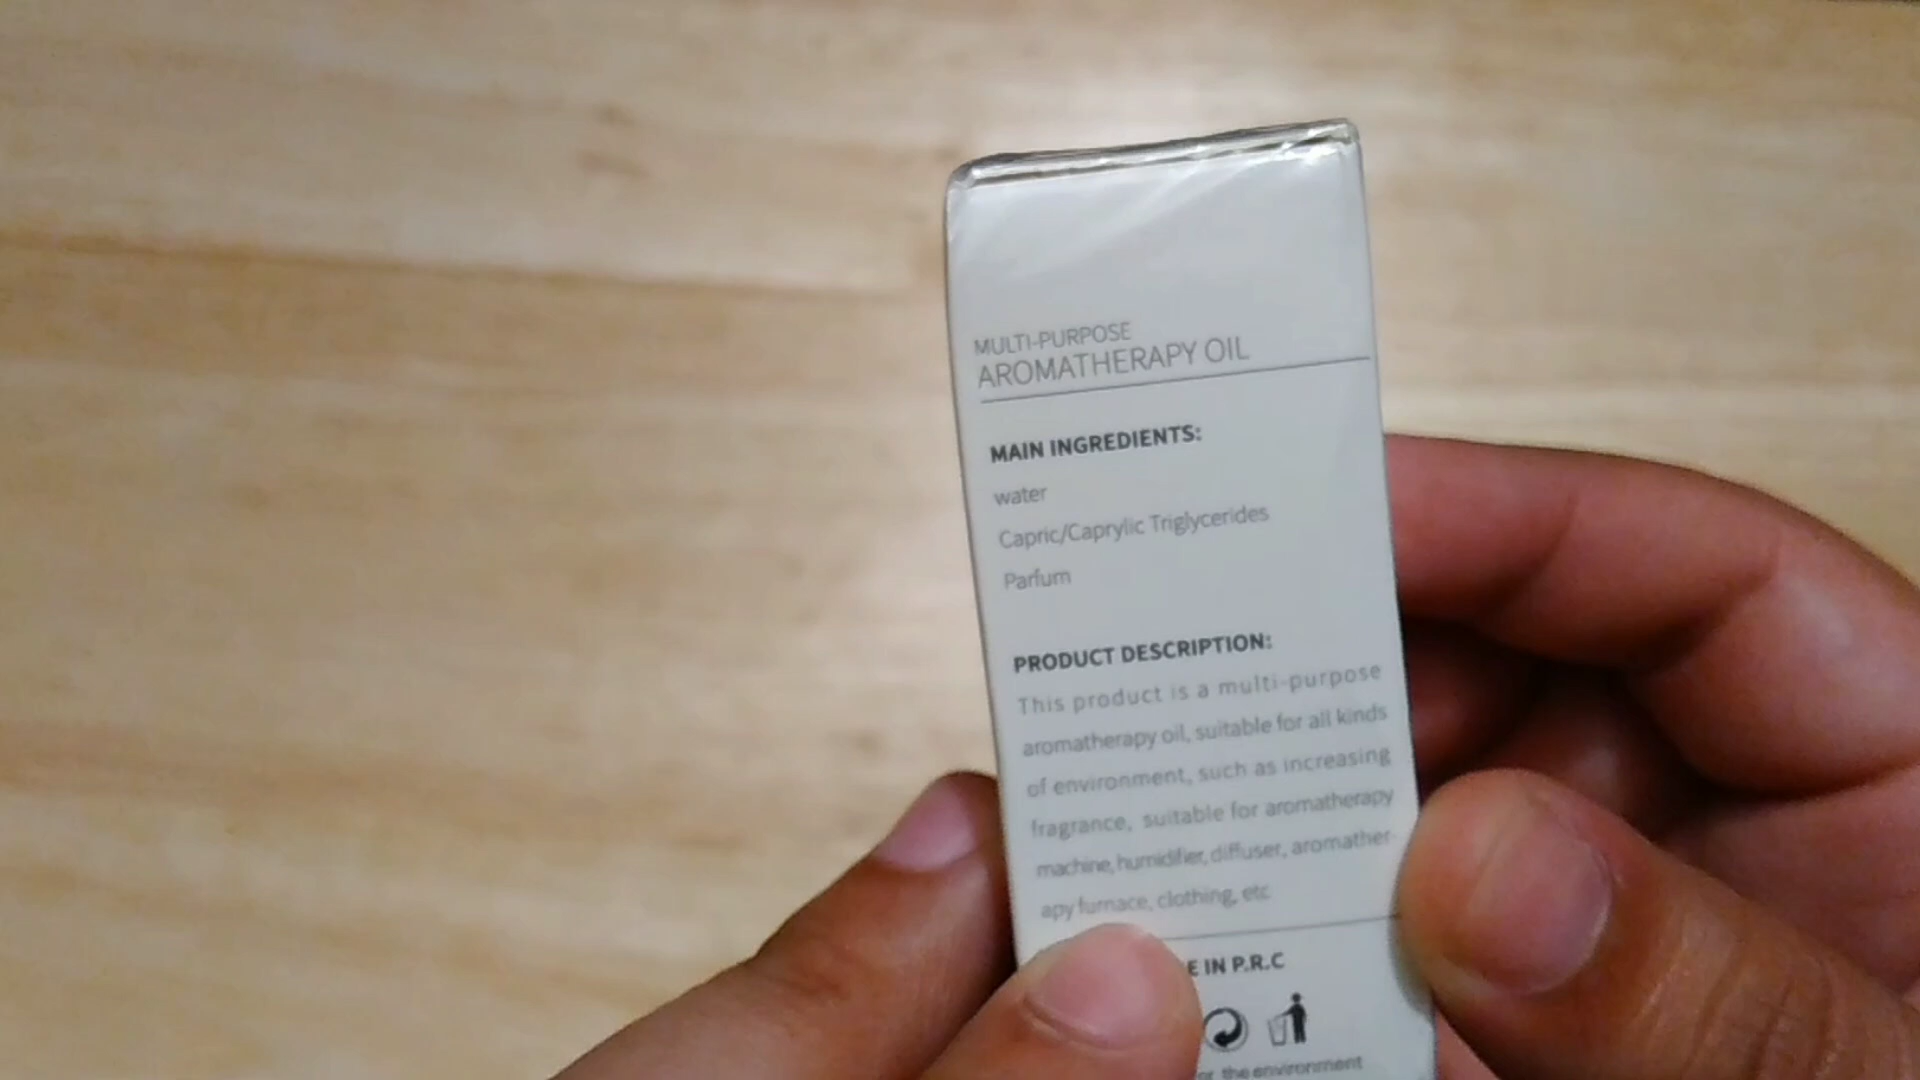 MULTI-PURPOSE
AROMATHERAPY OIL
MAIN INGREDIENTS:
water
Capric/Caprylic Triglycerides
Parfum
PRODUCT DESCRIPTION:
This product is a multi-purpose
aromatherapy oil, suitable for all kinds
of environment, such as increasing
fragrance, suitable for aromatherapy
machine, humidifier, diffuser, aromather-
apy furnace, clothing, etc
IN P.R.C
the environment